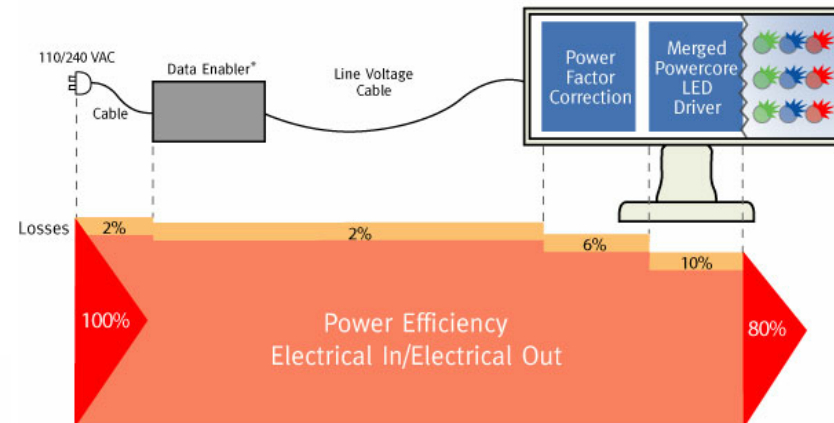 110/240 VAC
Cable
Data Enabler*
Line Voltage
Cable
Power
Factor
Correction
Merged
Powercore
LED
Driver
Losses
2%
2%
6%
10%
100%
Power Efficiency
Electrical In/Electrical Out
80%